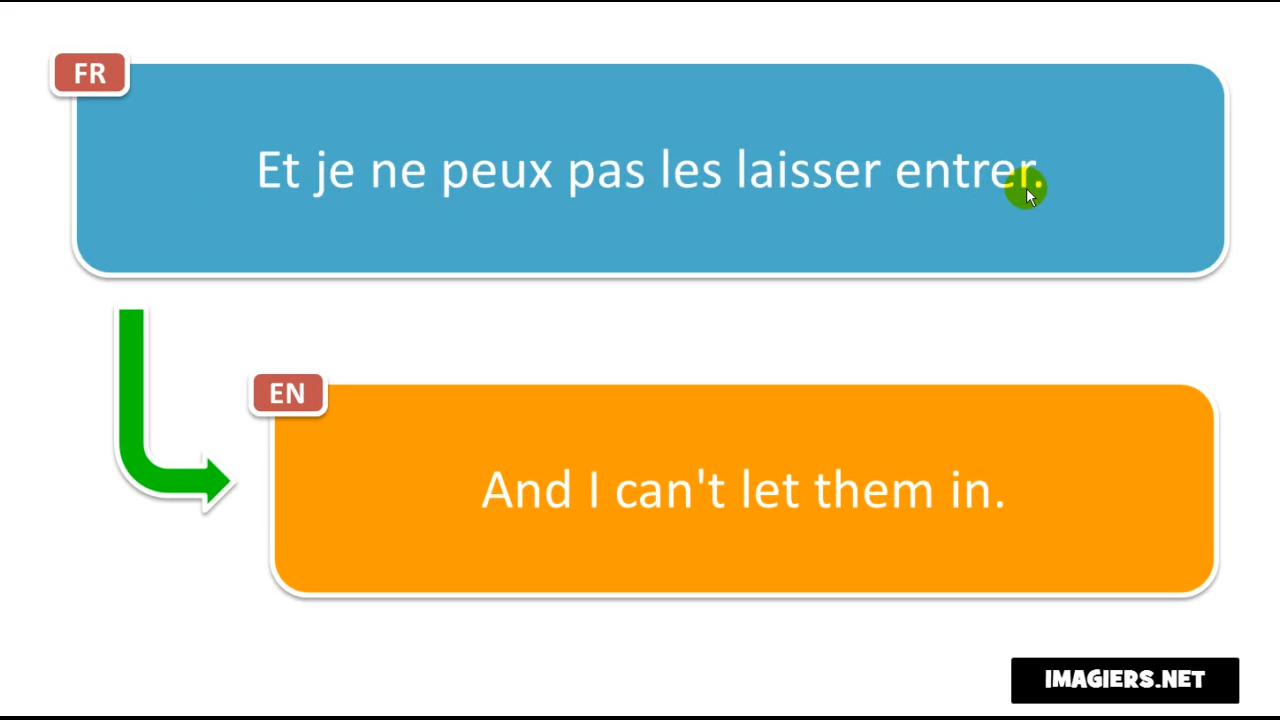 FR
Et je ne peux pas les laisser entrer.
EN
And I can't let them in.
IMAGIERS.NET